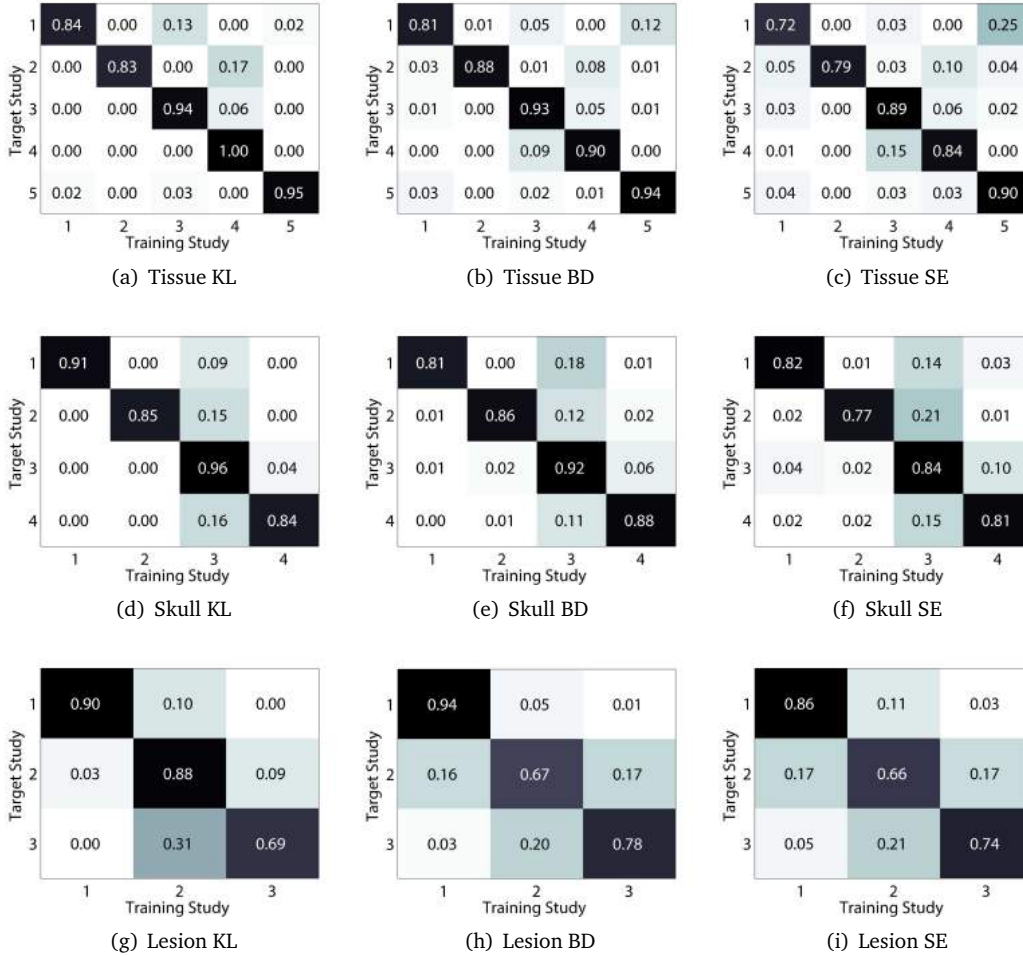 1 0.84 0.00 0.13 0.00 0.02
2 0.00 0.83 0.00 0.17 0.00
3 0.00 0.00 0.94 0.06 0.00
4 0.00 0.00 0.00 1.00 0.00
5 0.02 0.00 0.03 0.00 0.95
1 2 3 4 5
Target Study
Training Study
(a) Tissue KL
1 0.81 0.01 0.05 0.00 0.12
2 0.03 0.88 0.01 0.08 0.01
3 0.01 0.00 0.93 0.05 0.01
4 0.00 0.00 0.09 0.90 0.00
5 0.03 0.00 0.02 0.01 0.94
1 2 3 4 5
Target Study
Training Study
(b) Tissue BD
1 0.72 0.00 0.03 0.00 0.25
2 0.05 0.79 0.03 0.10 0.04
3 0.03 0.00 0.89 0.06 0.02
4 0.01 0.00 0.15 0.84 0.00
5 0.04 0.00 0.03 0.03 0.90
1 2 3 4 5
Target Study
Training Study
(c) Tissue SE
1 0.91 0.00 0.09 0.00
2 0.00 0.85 0.15 0.00
3 0.00 0.00 0.96 0.04
4 0.00 0.00 0.16 0.84
1 2 3 4
Target Study
Training Study
(d) Skull KL
1 0.81 0.00 0.18 0.01
2 0.01 0.86 0.12 0.02
3 0.01 0.02 0.92 0.06
4 0.00 0.01 0.11 0.88
1 2 3 4
Target Study
Training Study
(e) Skull BD
1 0.82 0.01 0.14 0.03
2 0.02 0.77 0.21 0.01
3 0.04 0.02 0.84 0.10
4 0.02 0.02 0.15 0.81
1 2 3 4
Target Study
Training Study
(f) Skull SE
1 0.90 0.10 0.00
2 0.03 0.88 0.09
3 0.00 0.31 0.69
1 2 3
Target Study
Training Study
(g) Lesion KL
1 0.94 0.05 0.01
2 0.16 0.67 0.17
3 0.03 0.20 0.78
1 2 3
Target Study
Training Study
(h) Lesion BD
1 0.86 0.11 0.03
2 0.17 0.66 0.17
3 0.05 0.21 0.74
1 2 3
Target Study
Training Study
(i) Lesion SE